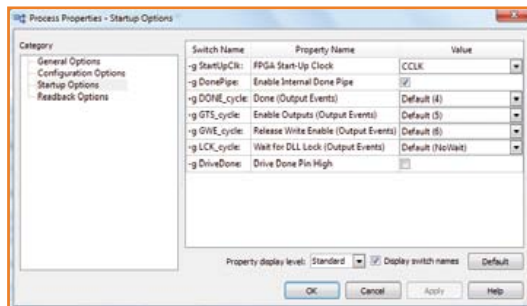 Process Properties - Startup Options
Category
General Options
Configuration Options
Startup Options
Readback Options
Switch Name Property Name Value
-g StartUpClk: FPGA Start-Up Clock CCLK
-g DonePipe: Enable Internal Done Pipe
-g DONE_cycle: Done (Output Events) Default (4)
-g GTS_cycle: Enable Outputs (Output Events) Default (5)
-g GWE_cycle: Release Write Enable (Output Events) Default (6)
-g LCK_cycle: Wait for DLL Lock (Output Events) Default (NoWait)
-g DriveDone: Drive Done Pin High
Property display level: Standard Display switch names Default
OK Cancel Apply Help